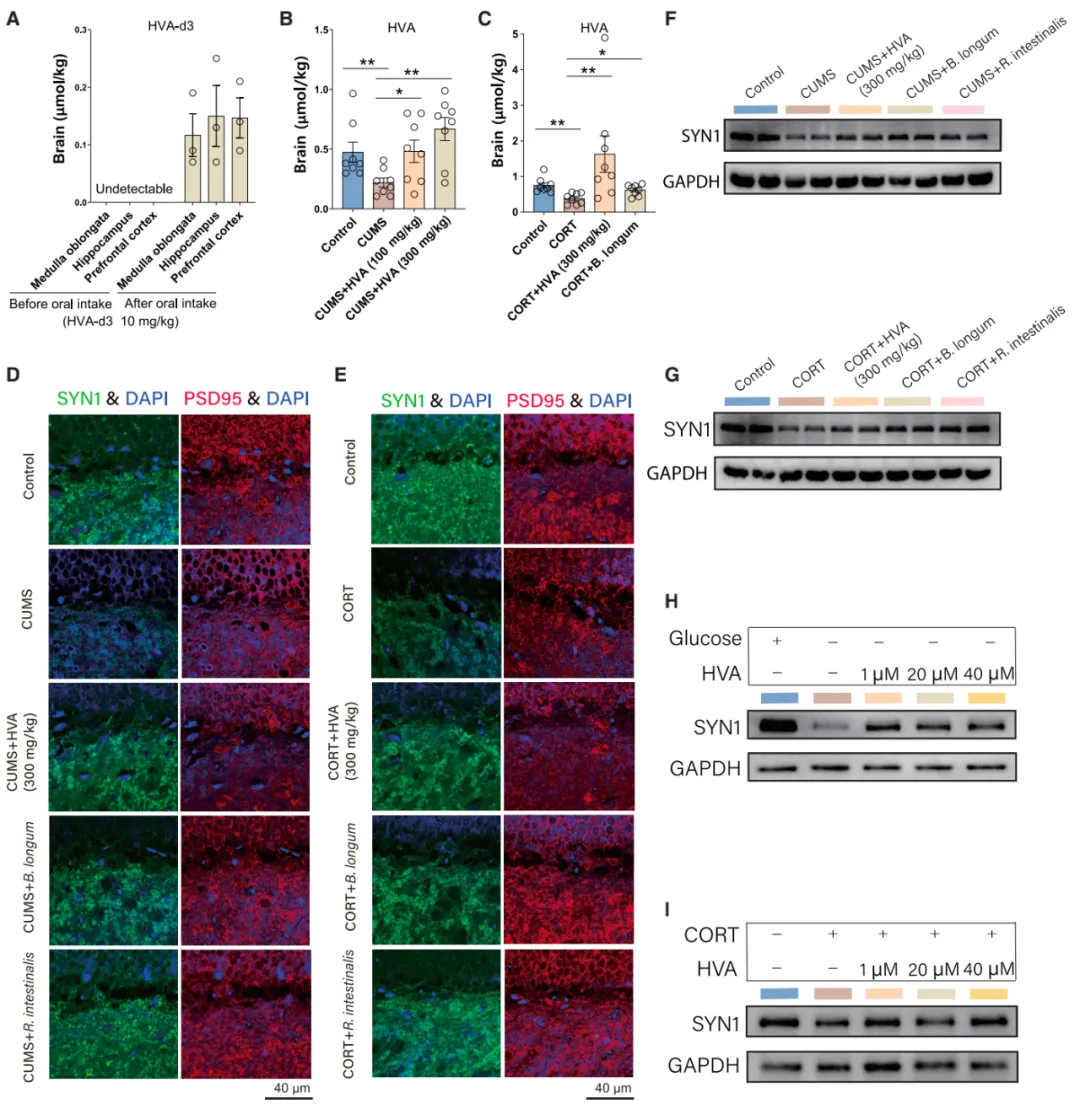 A
HVA-d3
Brain (μmol/kg)
0.3
0.2
0.1
0.0
Undetectable
Medulla oblongata
Hippocampus
Prefrontal cortex
Medulla oblongata
Hippocampus
Prefrontal cortex
Before oral intake
After oral intake
(HVA-d3 10 mg/kg)
B
HVA
Brain (μmol/kg)
1.5
1.0
0.5
0.0
**
**
*
Control
CUMS
CUMS+HVA (100 mg/kg)
CUMS+HVA (300 mg/kg)
C
HVA
Brain (μmol/kg)
5
4
3
2
1
0
*
**
**
Control
CORT
CORT+HVA (300 mg/kg)
CORT+B. longum
F
Control
CUMS
CUMS+HVA
(300 mg/kg)
CUMS+B. longum
CUMS+R. intestinalis
SYN1
GAPDH
D
SYN1 & DAPI
PSD95 & DAPI
Control
CUMS
CUMS+HVA
(300 mg/kg)
CUMS+B. longum
CUMS+R. intestinalis
40 μm
E
SYN1 & DAPI
PSD95 & DAPI
Control
CORT
CORT+HVA
(300 mg/kg)
CORT+B. longum
CORT+R. intestinalis
40 μm
G
Control
CORT
CORT+HVA
(300 mg/kg)
CORT+B. longum
CORT+R. intestinalis
SYN1
GAPDH
H
Glucose + − − − −
HVA − − 1 μM 20 μM 40 μM
SYN1
GAPDH
I
CORT − + + + +
HVA − − 1 μM 20 μM 40 μM
SYN1
GAPDH